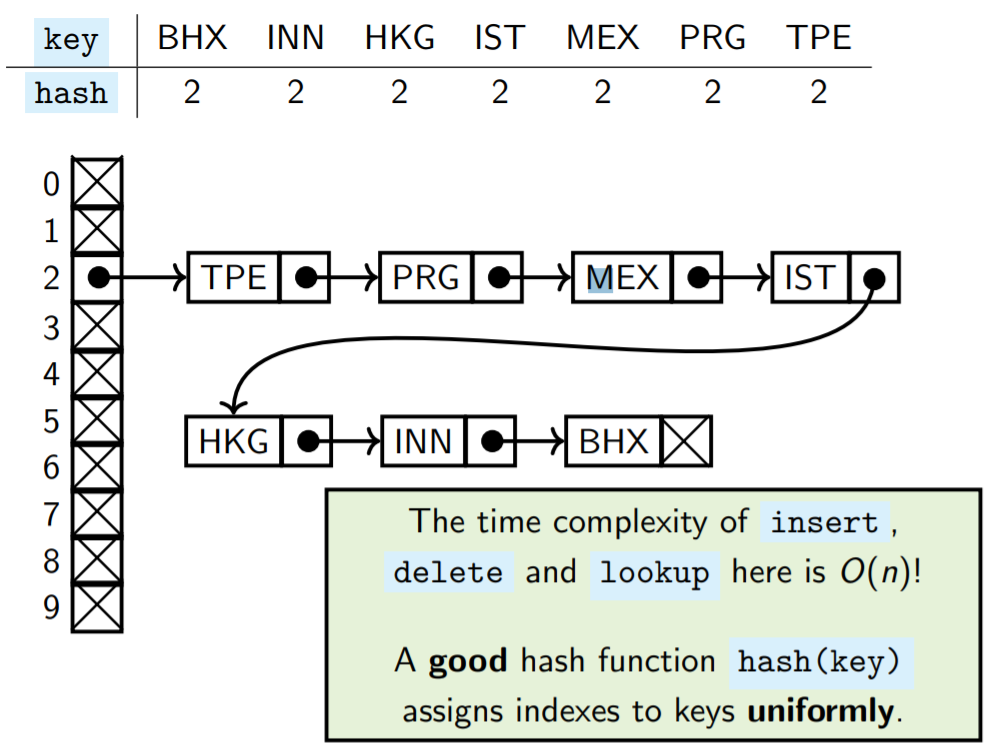 key BHX INN HKG IST MEX PRG TPE
hash 2 2 2 2 2 2 2
0
1
2 TPE PRG MEX IST
3
4
5 HKG INN BHX
6
7
8
9
The time complexity of insert,
delete and lookup here is O(n)!
A good hash function hash(key)
assigns indexes to keys uniformly.